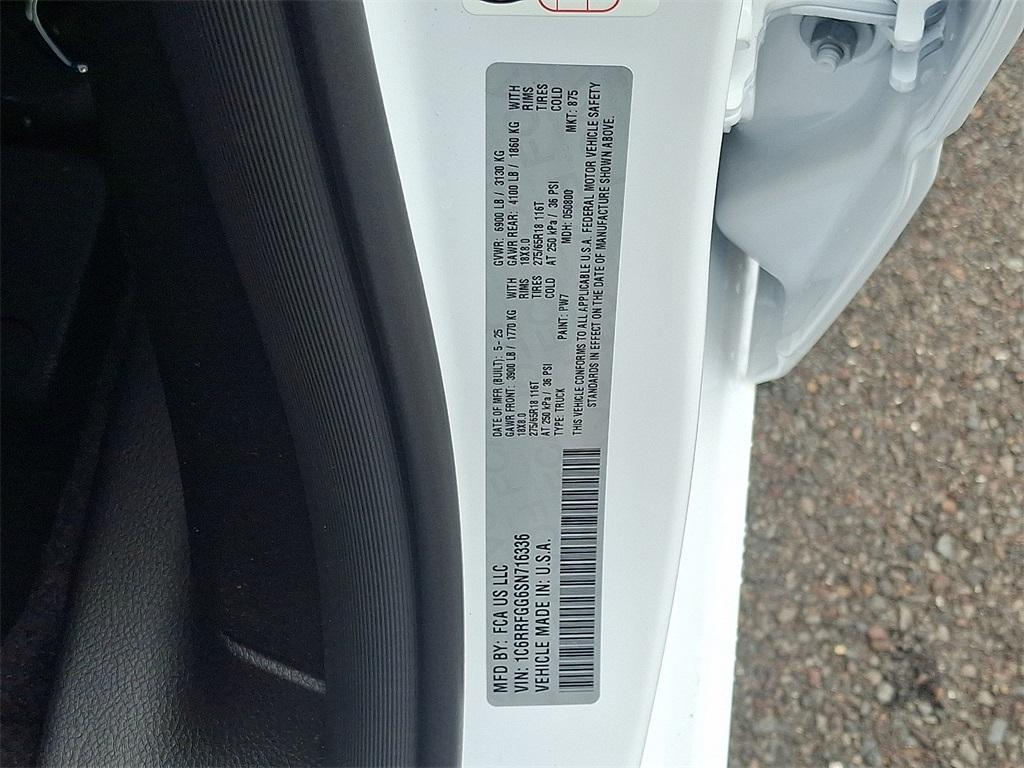 MFD BY: FCA US LLC
VIN: 1C6RRFGG6SN716336
VEHICLE MADE IN: U.S.A.
DATE OF MFR (BUILT): 5-25
GVWR: 6900 LB / 3130 KG
GAWR FRONT: 3900 LB / 1770 KG WITH
GAWR REAR: 4100 LB / 1860 KG WITH
18X8.0 RIMS
18X8.0 RIMS
275/65R18 116T TIRES
275/65R18 116T TIRES
AT 250 kPa / 36 PSI COLD
AT 250 kPa / 36 PSI COLD
TYPE: TRUCK PAINT: PW7 MDH: 050800 MKT: 875
THIS VEHICLE CONFORMS TO ALL APPLICABLE U.S.A. FEDERAL MOTOR VEHICLE SAFETY
STANDARDS IN EFFECT ON THE DATE OF MANUFACTURE SHOWN ABOVE.